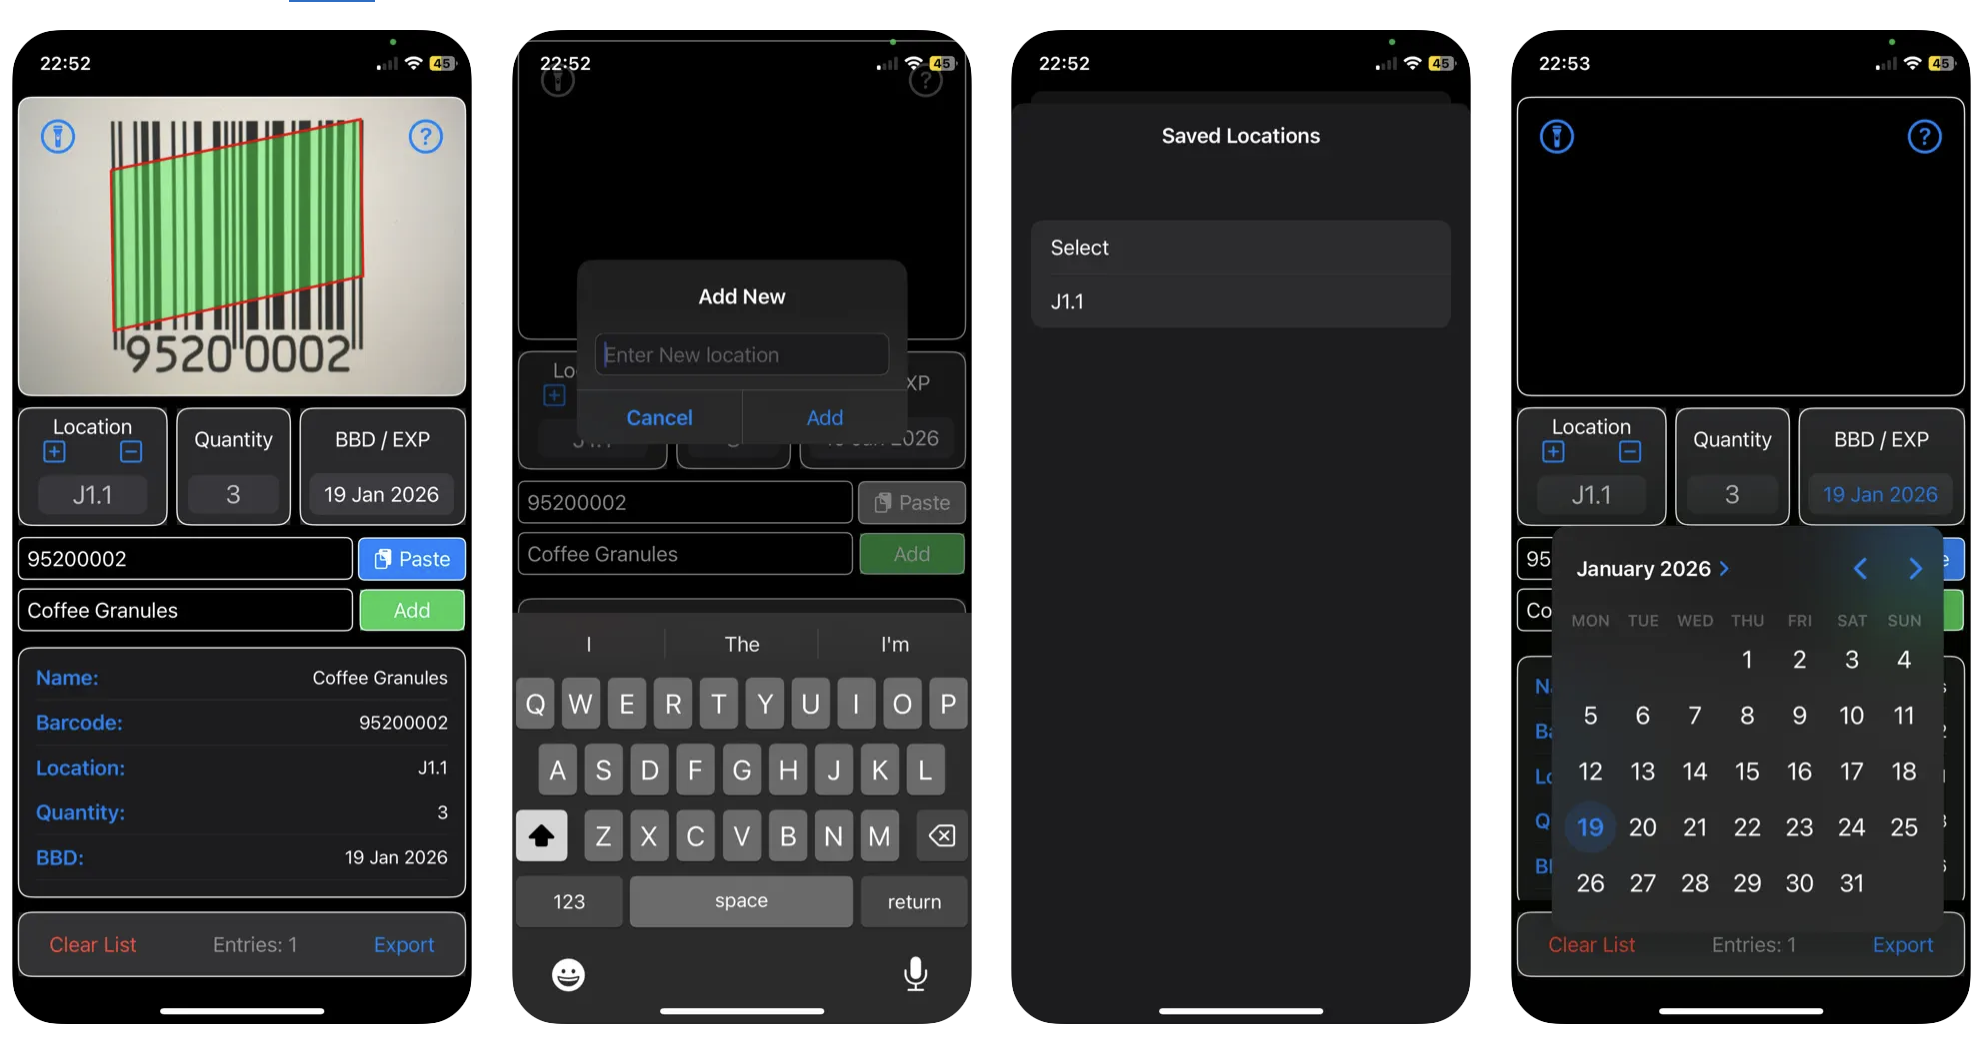 22:52
45
?
95200002
Location
Quantity
BBD / EXP
J1.1
3
19 Jan 2026
95200002
Paste
Coffee Granules
Add
Name:
Coffee Granules
Barcode:
95200002
Location:
J1.1
Quantity:
3
BBD:
19 Jan 2026
Clear List
Entries: 1
Export
22:52
45
?
Add New
Enter New location
Lo
XP
Cancel
Add
2026
95200002
Paste
Coffee Granules
Add
I
The
I'm
Q W E R T Y U I O P
A S D F G H J K L
Z X C V B N M
123
space
return
22:52
45
Saved Locations
Select
J1.1
22:53
45
?
Location
Quantity
BBD / EXP
J1.1
3
19 Jan 2026
95
January 2026
Co
MON TUE WED THU FRI SAT SUN
1 2 3 4
5 6 7 8 9 10 11
12 13 14 15 16 17 18
19 20 21 22 23 24 25
26 27 28 29 30 31
Clear List
Entries: 1
Export